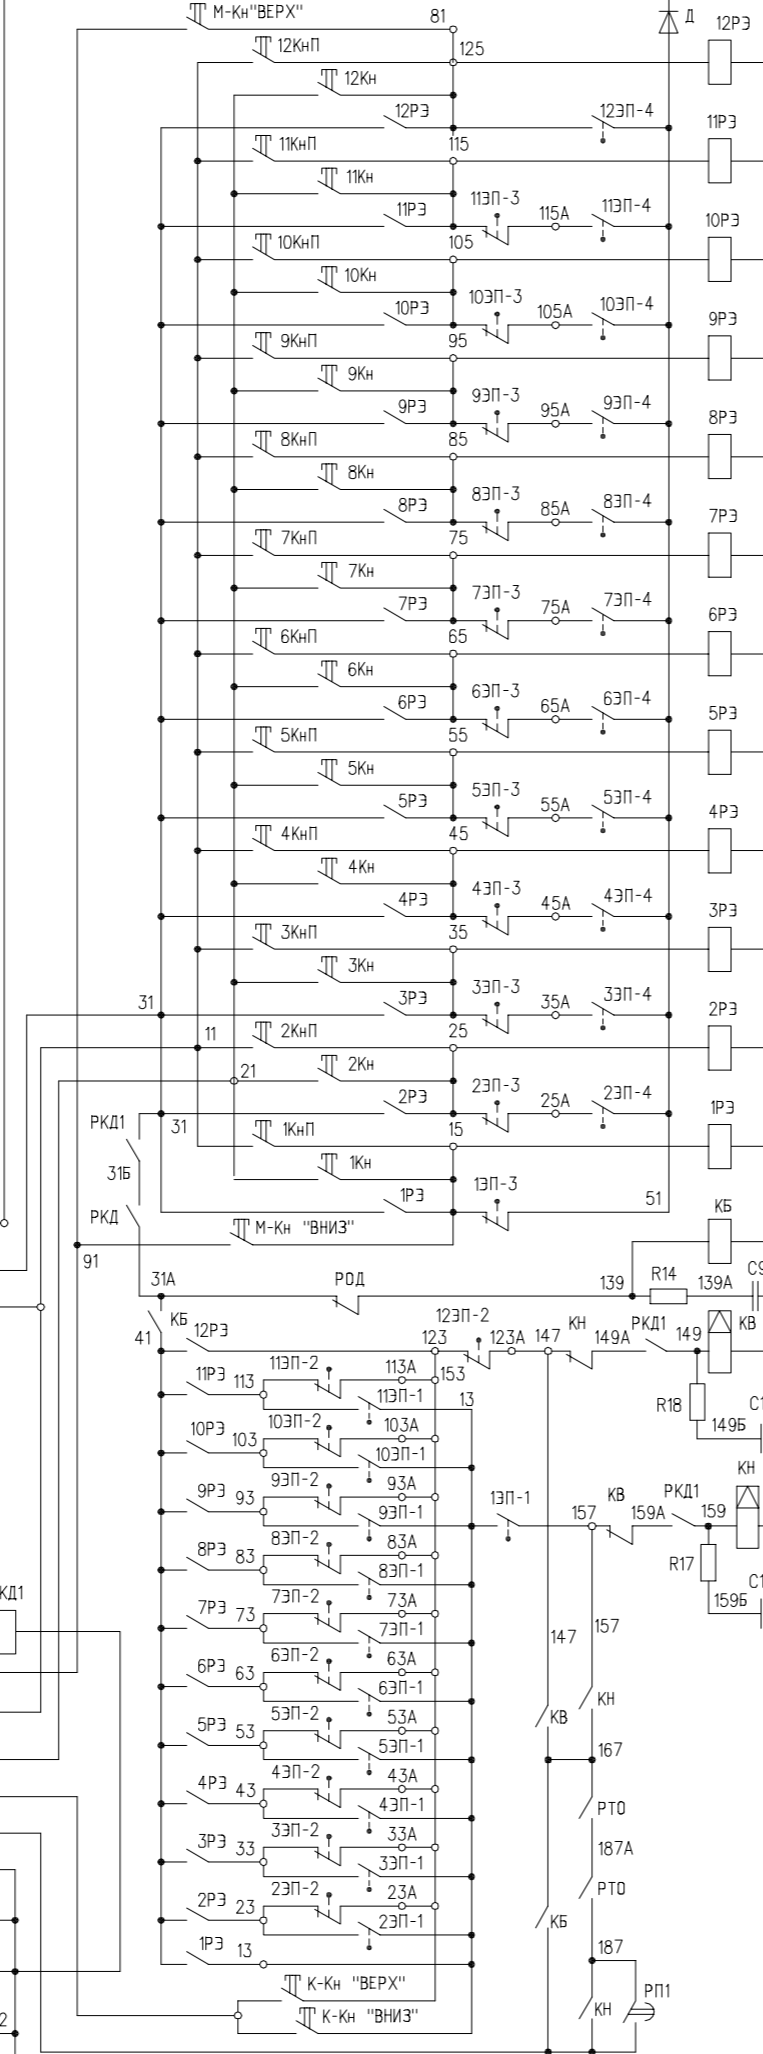 М-Кн"ВЕРХ" 81 Д 12РЭ
12КнП 125
12Кн
12РЭ 12ЭП-4 11РЭ
11КнП 115
11Кн 11ЭП-3
11РЭ 115А 11ЭП-4 10РЭ
10КнП 105
10Кн 10ЭП-3
10РЭ 105А 10ЭП-4 9РЭ
9КнП 95
9Кн 9ЭП-3
9РЭ 95А 9ЭП-4 8РЭ
8КнП 85
8Кн 8ЭП-3
8РЭ 85А 8ЭП-4 7РЭ
7КнП 75
7Кн 7ЭП-3
7РЭ 75А 7ЭП-4 6РЭ
6КнП 65
6Кн 6ЭП-3
6РЭ 65А 6ЭП-4 5РЭ
5КнП 55
5Кн 5ЭП-3
5РЭ 55А 5ЭП-4 4РЭ
4КнП 45
4Кн 4ЭП-3
4РЭ 45А 4ЭП-4 3РЭ
3КнП 35
3Кн 3ЭП-3
31 3РЭ 35А 3ЭП-4 2РЭ
11 2КнП 25
21 2Кн 2ЭП-3
РКД1 31 2РЭ 25А 2ЭП-4 1РЭ
1КнП 15
31Б 1Кн 1ЭП-3
РКД 1РЭ 51 КБ
М-Кн "ВНИЗ"
91
31А РОД 139 R14 139А С9
КБ 12ЭП-2 КН РКД1 КВ
41 12РЭ 123 123А 147 149А 149
11РЭ 113 11ЭП-2 113А 153
11ЭП-1 13 R18 С1
10РЭ 103 10ЭП-2 103А 149Б
10ЭП-1 КН
9РЭ 93 9ЭП-2 93А 1ЭП-1 КВ РКД1
9ЭП-1 157 159А 159
8РЭ 83 8ЭП-2 83А
8ЭП-1 R17 С1
КД1 7РЭ 73 7ЭП-2 73А 159Б
7ЭП-1 147 157
6РЭ 63 6ЭП-2 63А
6ЭП-1 КН
5РЭ 53 5ЭП-2 53А КВ
5ЭП-1 167
4РЭ 43 4ЭП-2 43А
4ЭП-1 РТО
3РЭ 33 3ЭП-2 33А 187А
3ЭП-1 РТО
2РЭ 23 2ЭП-2 23А
2ЭП-1 КБ
1РЭ 13 187
К-Кн "ВЕРХ" РП1
2 К-Кн "ВНИЗ" КН